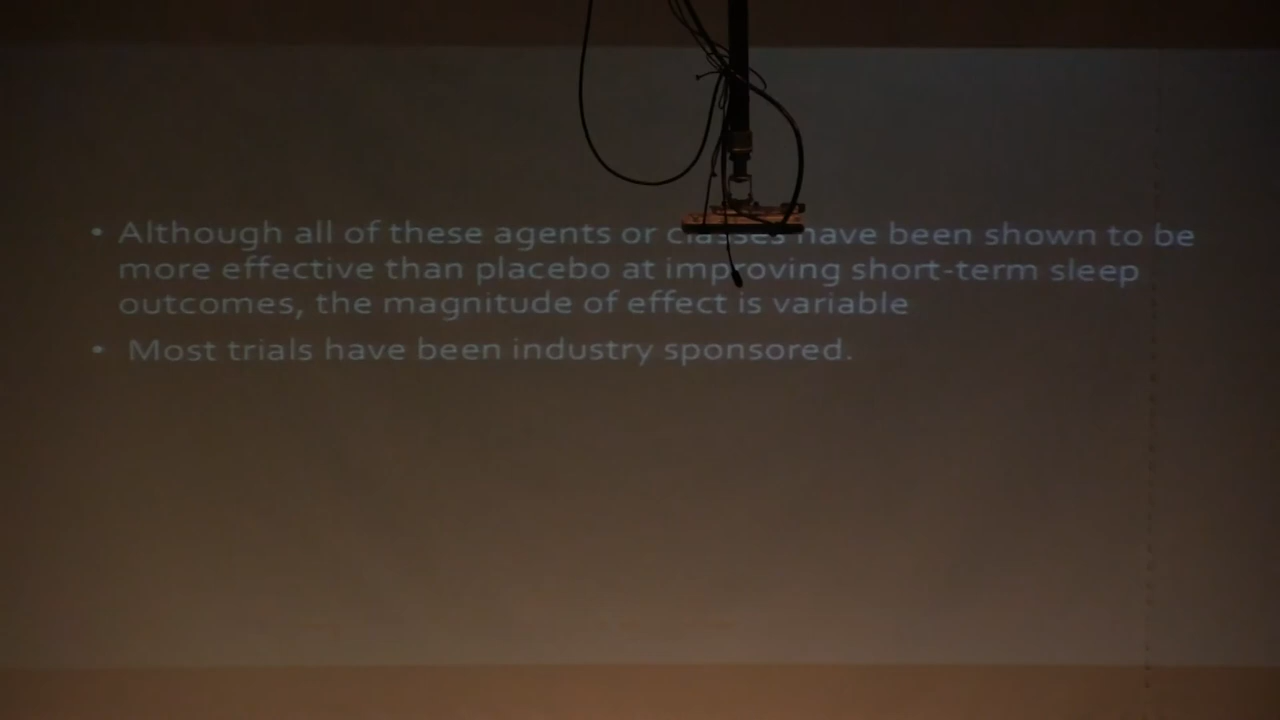 • Although all of these agents or classes have been shown to be
more effective than placebo at improving short-term sleep
outcomes, the magnitude of effect is variable
• Most trials have been industry sponsored.